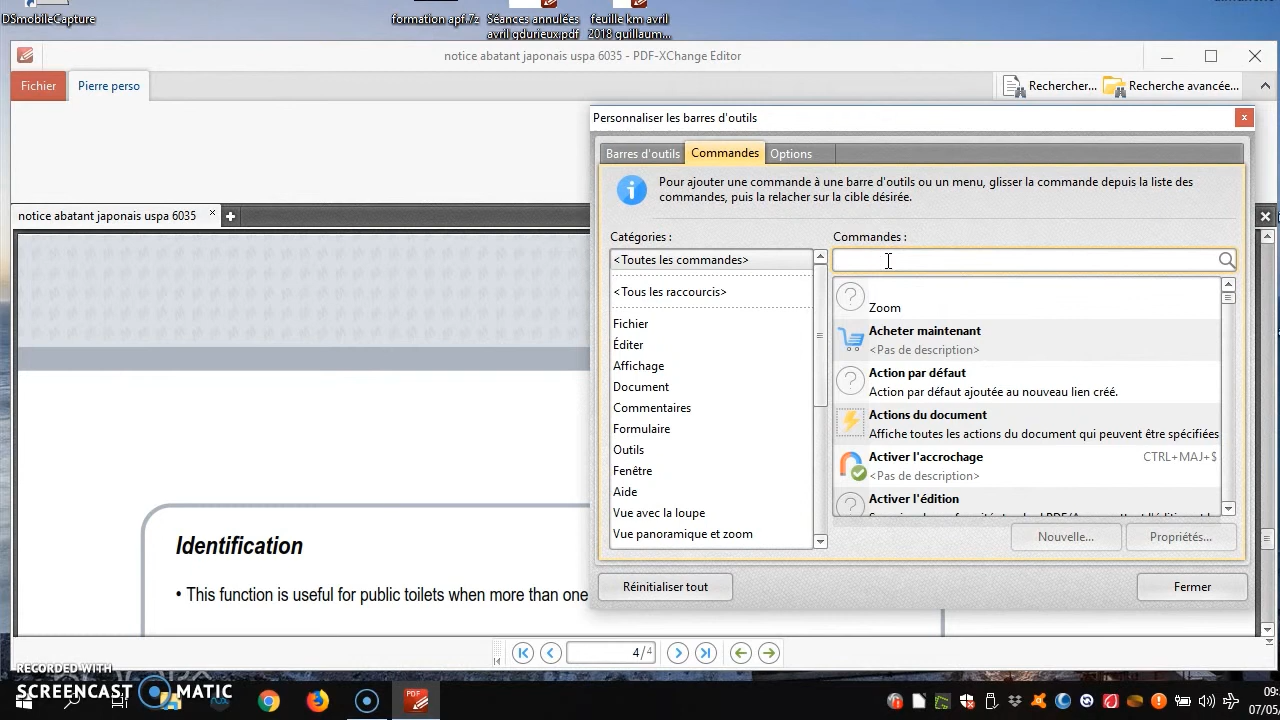 DSmobileCapture
formation apf.7z
Séances annulées
avril gdurieux.pdf
feuille km avril
2018 guillaum...
notice abatant japonais uspa 6035 - PDF-XChange Editor
Fichier
Pierre perso
Rechercher...
Recherche avancée...
Personnaliser les barres d'outils
Barres d'outils
Commandes
Options
Pour ajouter une commande à une barre d'outils ou un menu, glisser la commande depuis la liste des
commandes, puis la relacher sur la cible désirée.
notice abatant japonais uspa 6035
Catégories :
<Toutes les commandes>
<Tous les raccourcis>
Fichier
Éditer
Affichage
Document
Commentaires
Formulaire
Outils
Fenêtre
Aide
Vue avec la loupe
Vue panoramique et zoom
Commandes :
Zoom
Acheter maintenant
<Pas de description>
Action par défaut
Action par défaut ajoutée au nouveau lien créé.
Actions du document
Affiche toutes les actions du document qui peuvent être spécifiées
Activer l'accrochage
CTRL+MAJ+$
<Pas de description>
Activer l'édition
Nouvelle...
Propriétés...
Réinitialiser tout
Fermer
Identification
• This function is useful for public toilets when more than one
4/4
RECORDED WITH
SCREENCAST MATIC
09:
07/05